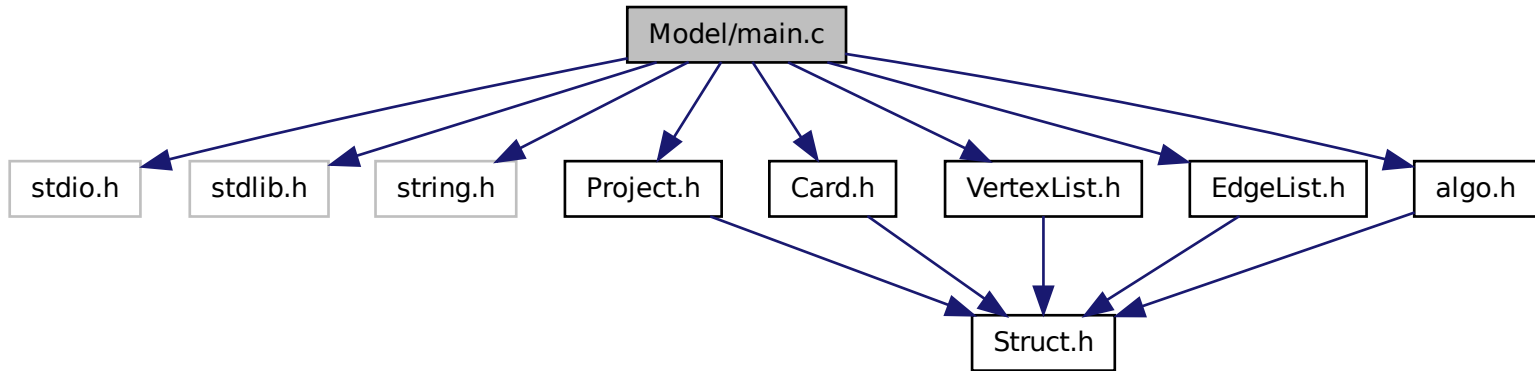 Model/main.c
stdio.h
stdlib.h
string.h
Project.h
Card.h
VertexList.h
EdgeList.h
algo.h
Struct.h